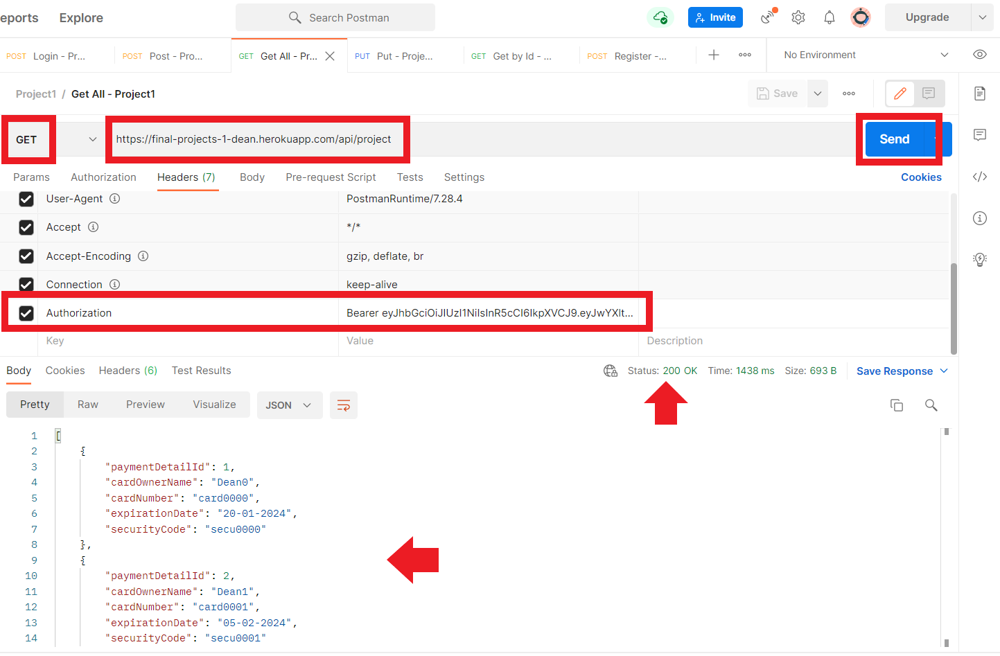 eports Explore Search Postman Invite Upgrade
POST Login - Pr... POST Post - Pro... GET Get All - Pr... PUT Put - Proje... GET Get by Id - ... POST Register -... No Environment
Project1 / Get All - Project1 Save
GET https://final-projects-1-dean.herokuapp.com/api/project Send
Params Authorization Headers (7) Body Pre-request Script Tests Settings Cookies
User-Agent PostmanRuntime/7.28.4
Accept */*
Accept-Encoding gzip, deflate, br
Connection keep-alive
Authorization Bearer eyJhbGciOiJIUzI1NiIsInR5cCI6IkpXVCJ9.eyJwYXlt...
Key Value Description
Body Cookies Headers (6) Test Results Status: 200 OK Time: 1438 ms Size: 693 B Save Response
Pretty Raw Preview Visualize JSON
1 [
2 {
3 "paymentDetailId": 1,
4 "cardOwnerName": "Dean0",
5 "cardNumber": "card0000",
6 "expirationDate": "20-01-2024",
7 "securityCode": "secu0000"
8 },
9 {
10 "paymentDetailId": 2,
11 "cardOwnerName": "Dean1",
12 "cardNumber": "card0001",
13 "expirationDate": "05-02-2024",
14 "securityCode": "secu0001"